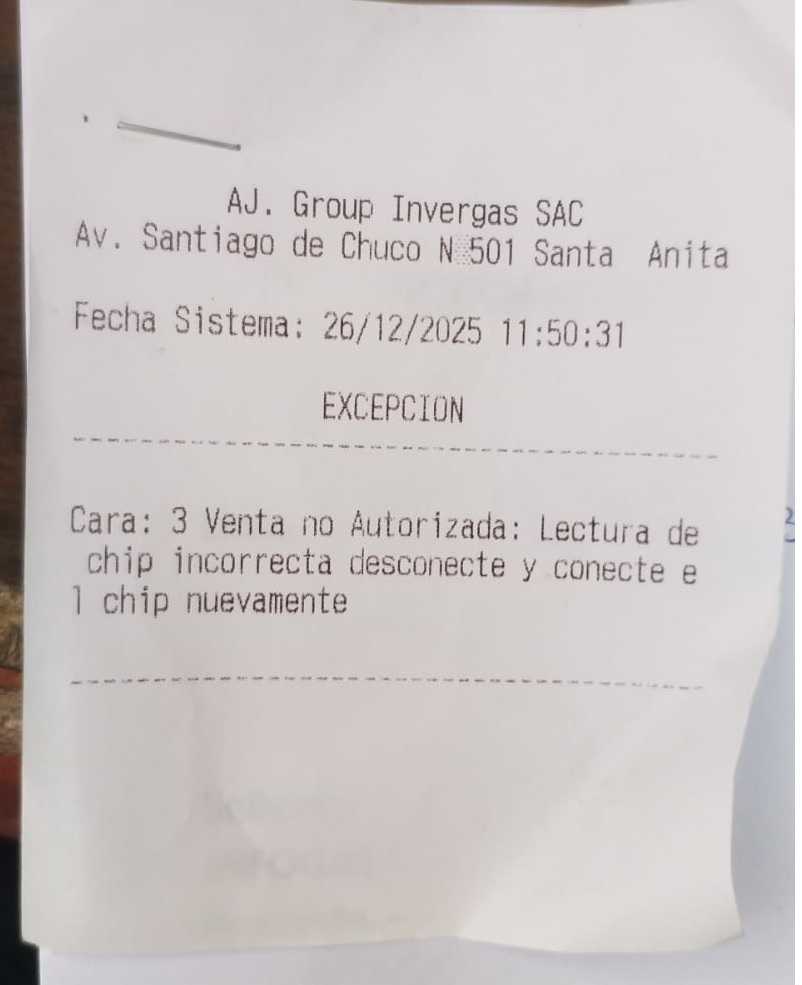 AJ. Group Invergas SAC
Av. Santiago de Chuco N 501 Santa Anita
Fecha Sistema: 26/12/2025 11:50:31
EXCEPCION
Cara: 3 Venta no Autorizada: Lectura de
chip incorrecta desconecte y conecte e
l chip nuevamente